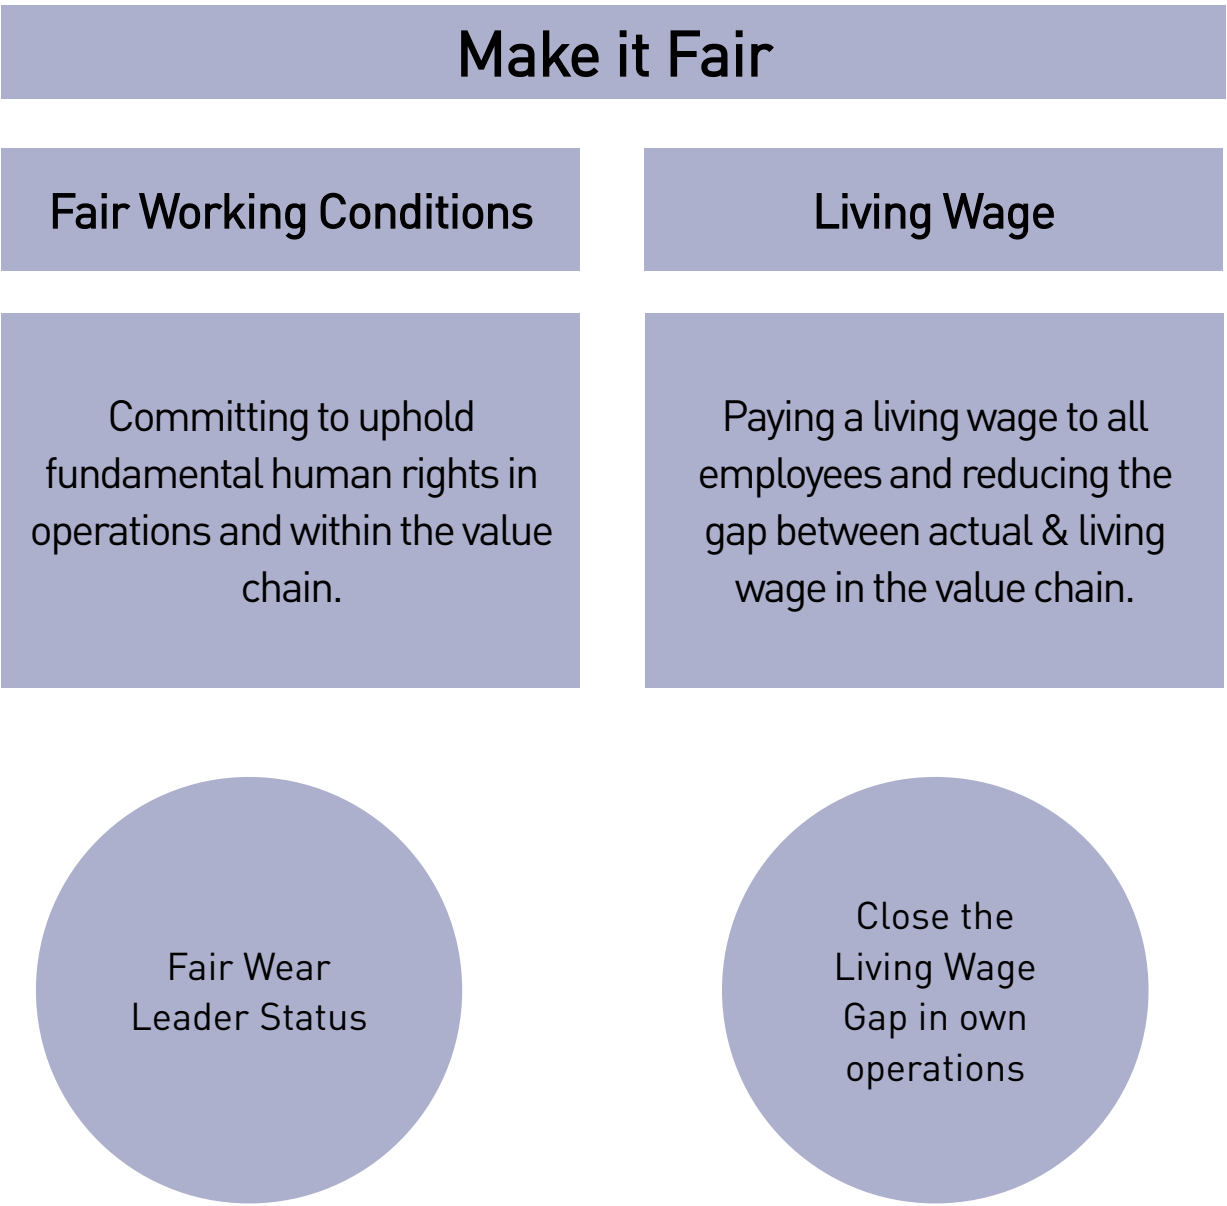 Make it Fair
Fair Working Conditions
Committing to uphold
fundamental human rights in
operations and within the value
chain.
Fair Wear
Leader Status
Living Wage
Paying a living wage to all
employees and reducing the
gap between actual & living
wage in the value chain.
Close the
Living Wage
Gap in own
operations